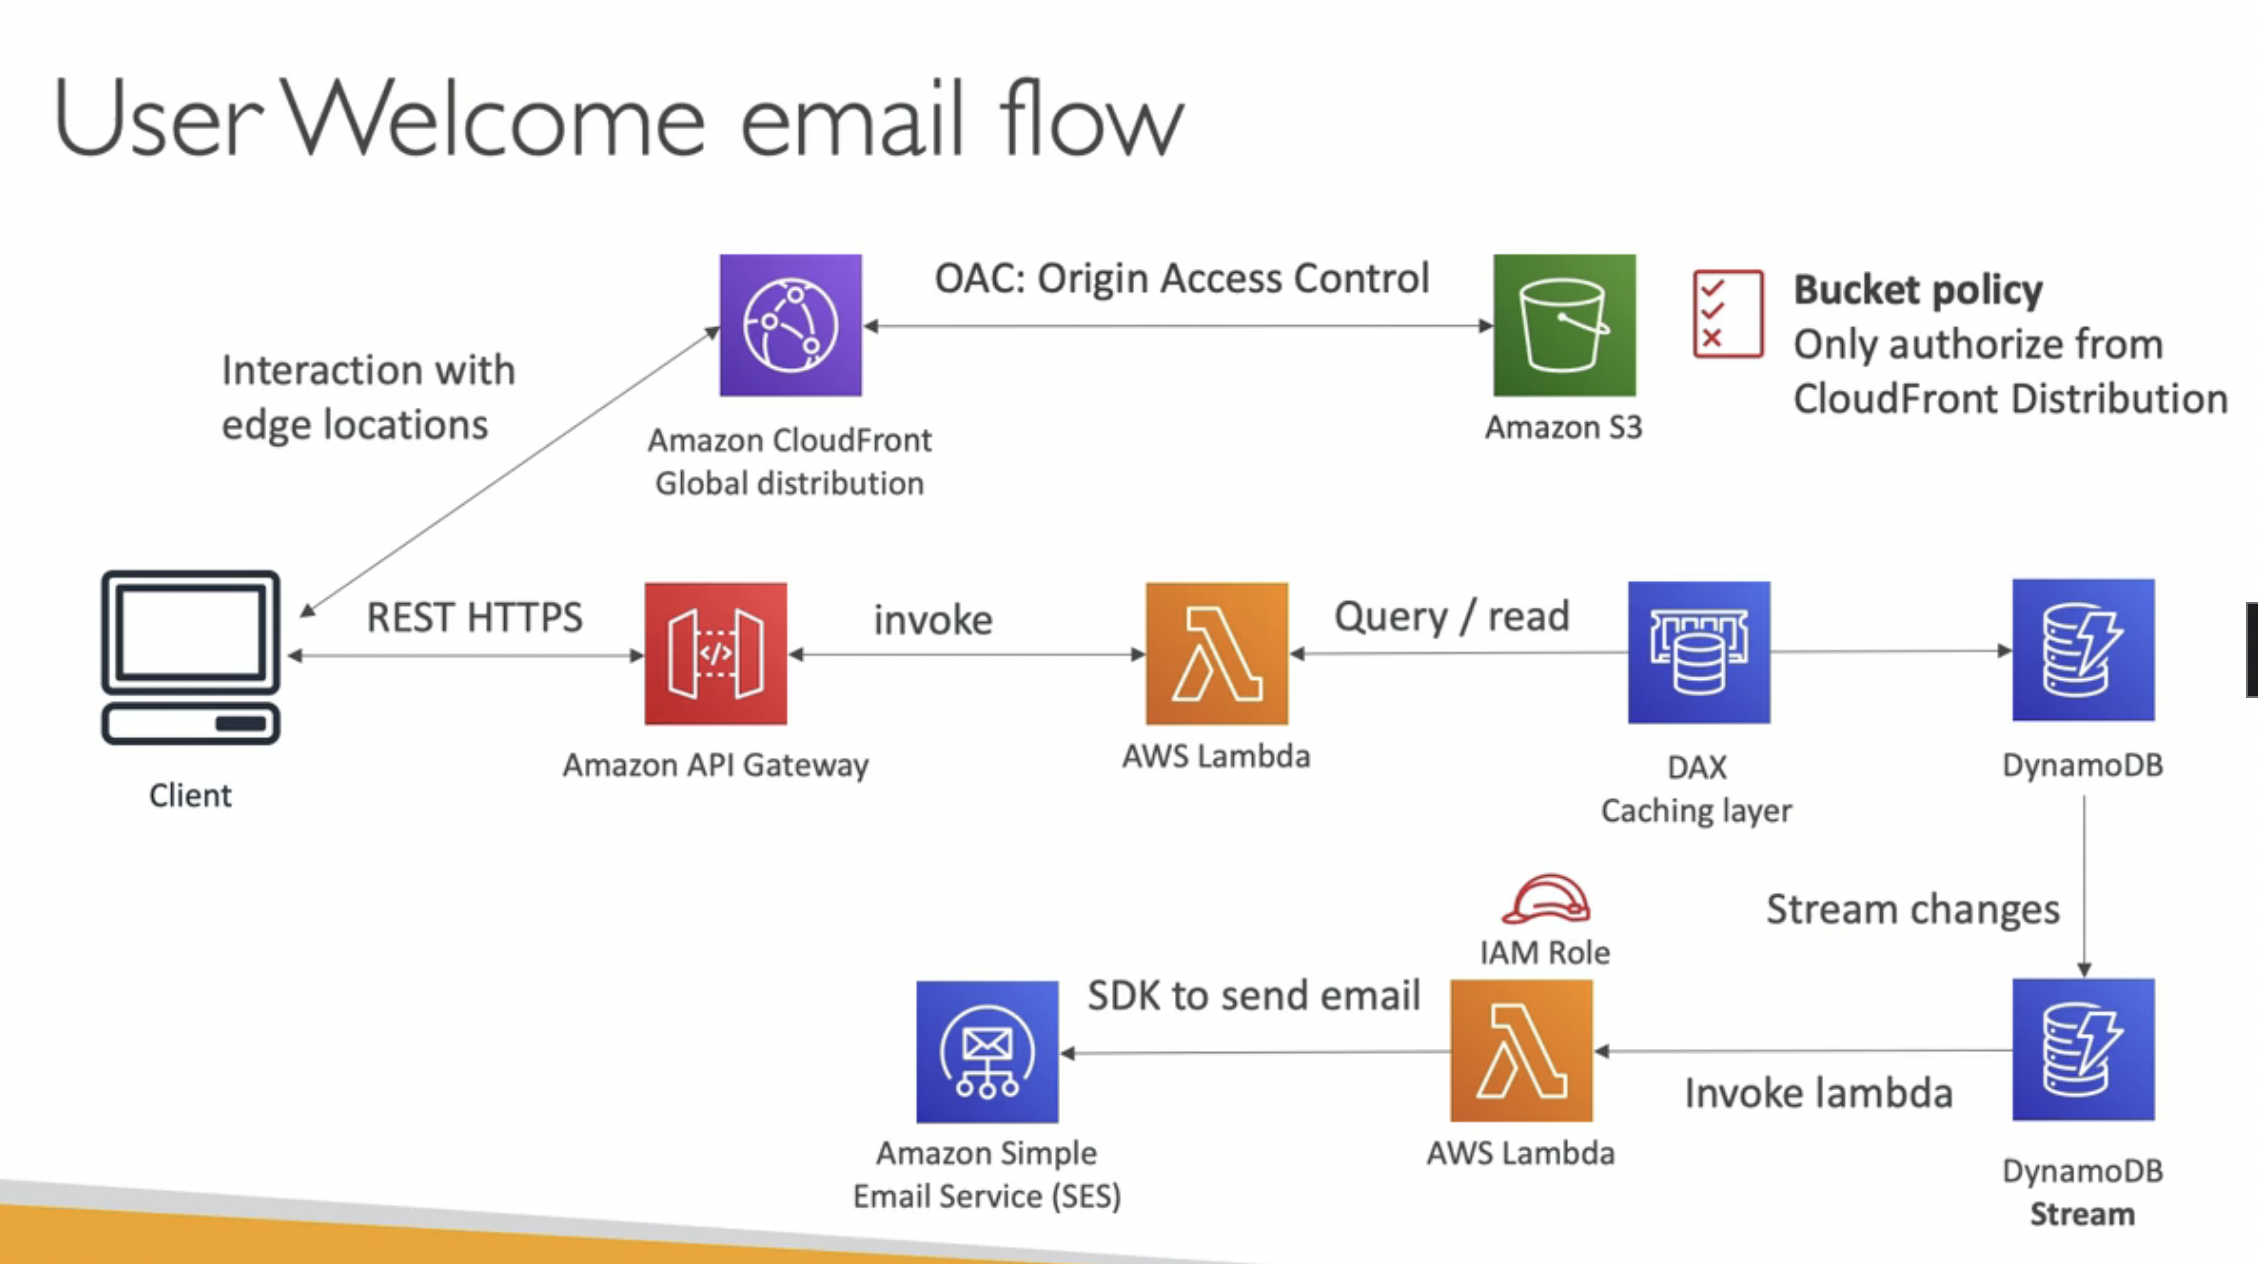 User Welcome email flow
OAC: Origin Access Control
Bucket policy
Only authorize from
CloudFront Distribution
Interaction with
edge locations
Amazon CloudFront
Global distribution
Amazon S3
REST HTTPS
invoke
Query / read
</>
Client
Amazon API Gateway
AWS Lambda
DAX
Caching layer
DynamoDB
Stream changes
IAM Role
SDK to send email
Invoke lambda
Amazon Simple
Email Service (SES)
AWS Lambda
DynamoDB
Stream